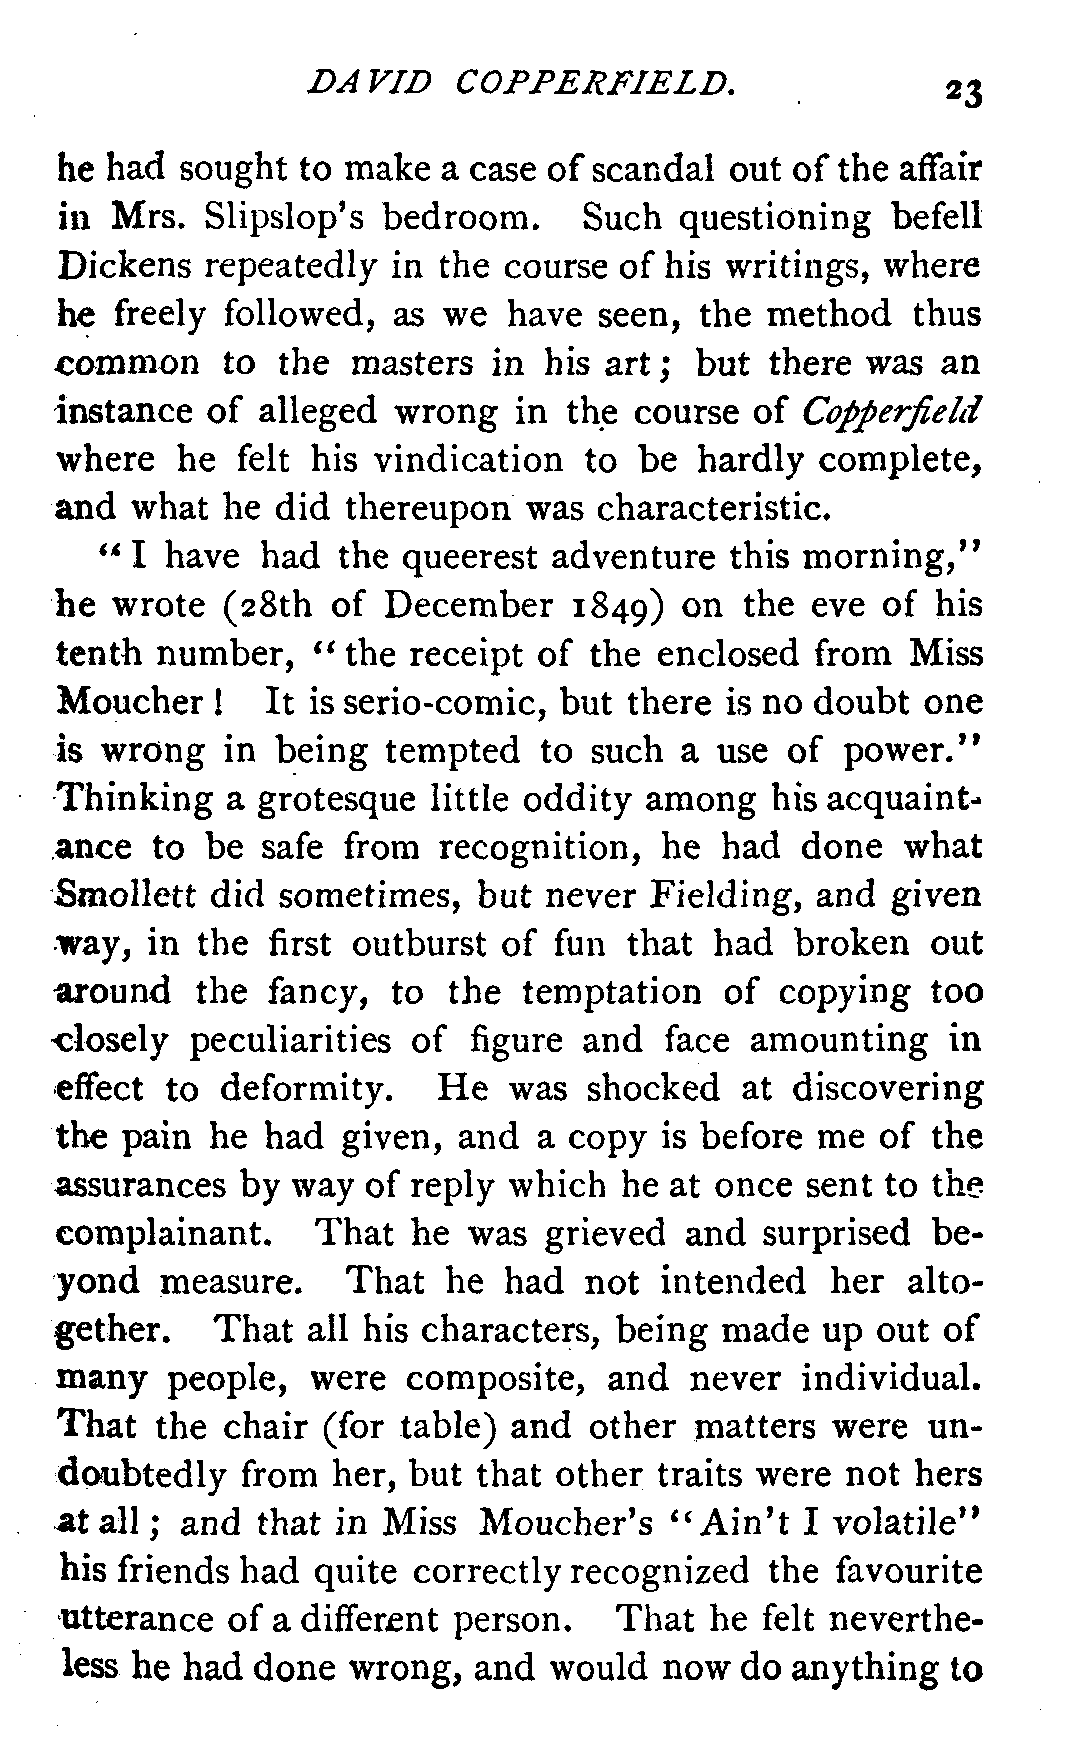 DAVID COPPERFIELD. 23
he had sought to make a case of scandal out of the affair
in Mrs. Slipslop's bedroom. Such questioning befell
Dickens repeatedly in the course of his writings, where
he freely followed, as we have seen, the method thus
common to the masters in his art; but there was an
instance of alleged wrong in the course of Copperfield
where he felt his vindication to be hardly complete,
and what he did thereupon was characteristic.
"I have had the queerest adventure this morning,"
he wrote (28th of December 1849) on the eve of his
tenth number, "the receipt of the enclosed from Miss
Moucher! It is serio-comic, but there is no doubt one
is wrong in being tempted to such a use of power."
Thinking a grotesque little oddity among his acquaint-
ance to be safe from recognition, he had done what
Smollett did sometimes, but never Fielding, and given
way, in the first outburst of fun that had broken out
around the fancy, to the temptation of copying too
closely peculiarities of figure and face amounting in
effect to deformity. He was shocked at discovering
the pain he had given, and a copy is before me of the
assurances by way of reply which he at once sent to the
complainant. That he was grieved and surprised be-
yond measure. That he had not intended her alto-
gether. That all his characters, being made up out of
many people, were composite, and never individual.
That the chair (for table) and other matters were un-
doubtedly from her, but that other traits were not hers
at all; and that in Miss Moucher's "Ain't I volatile"
his friends had quite correctly recognized the favourite
utterance of a different person. That he felt neverthe-
less he had done wrong, and would now do anything to